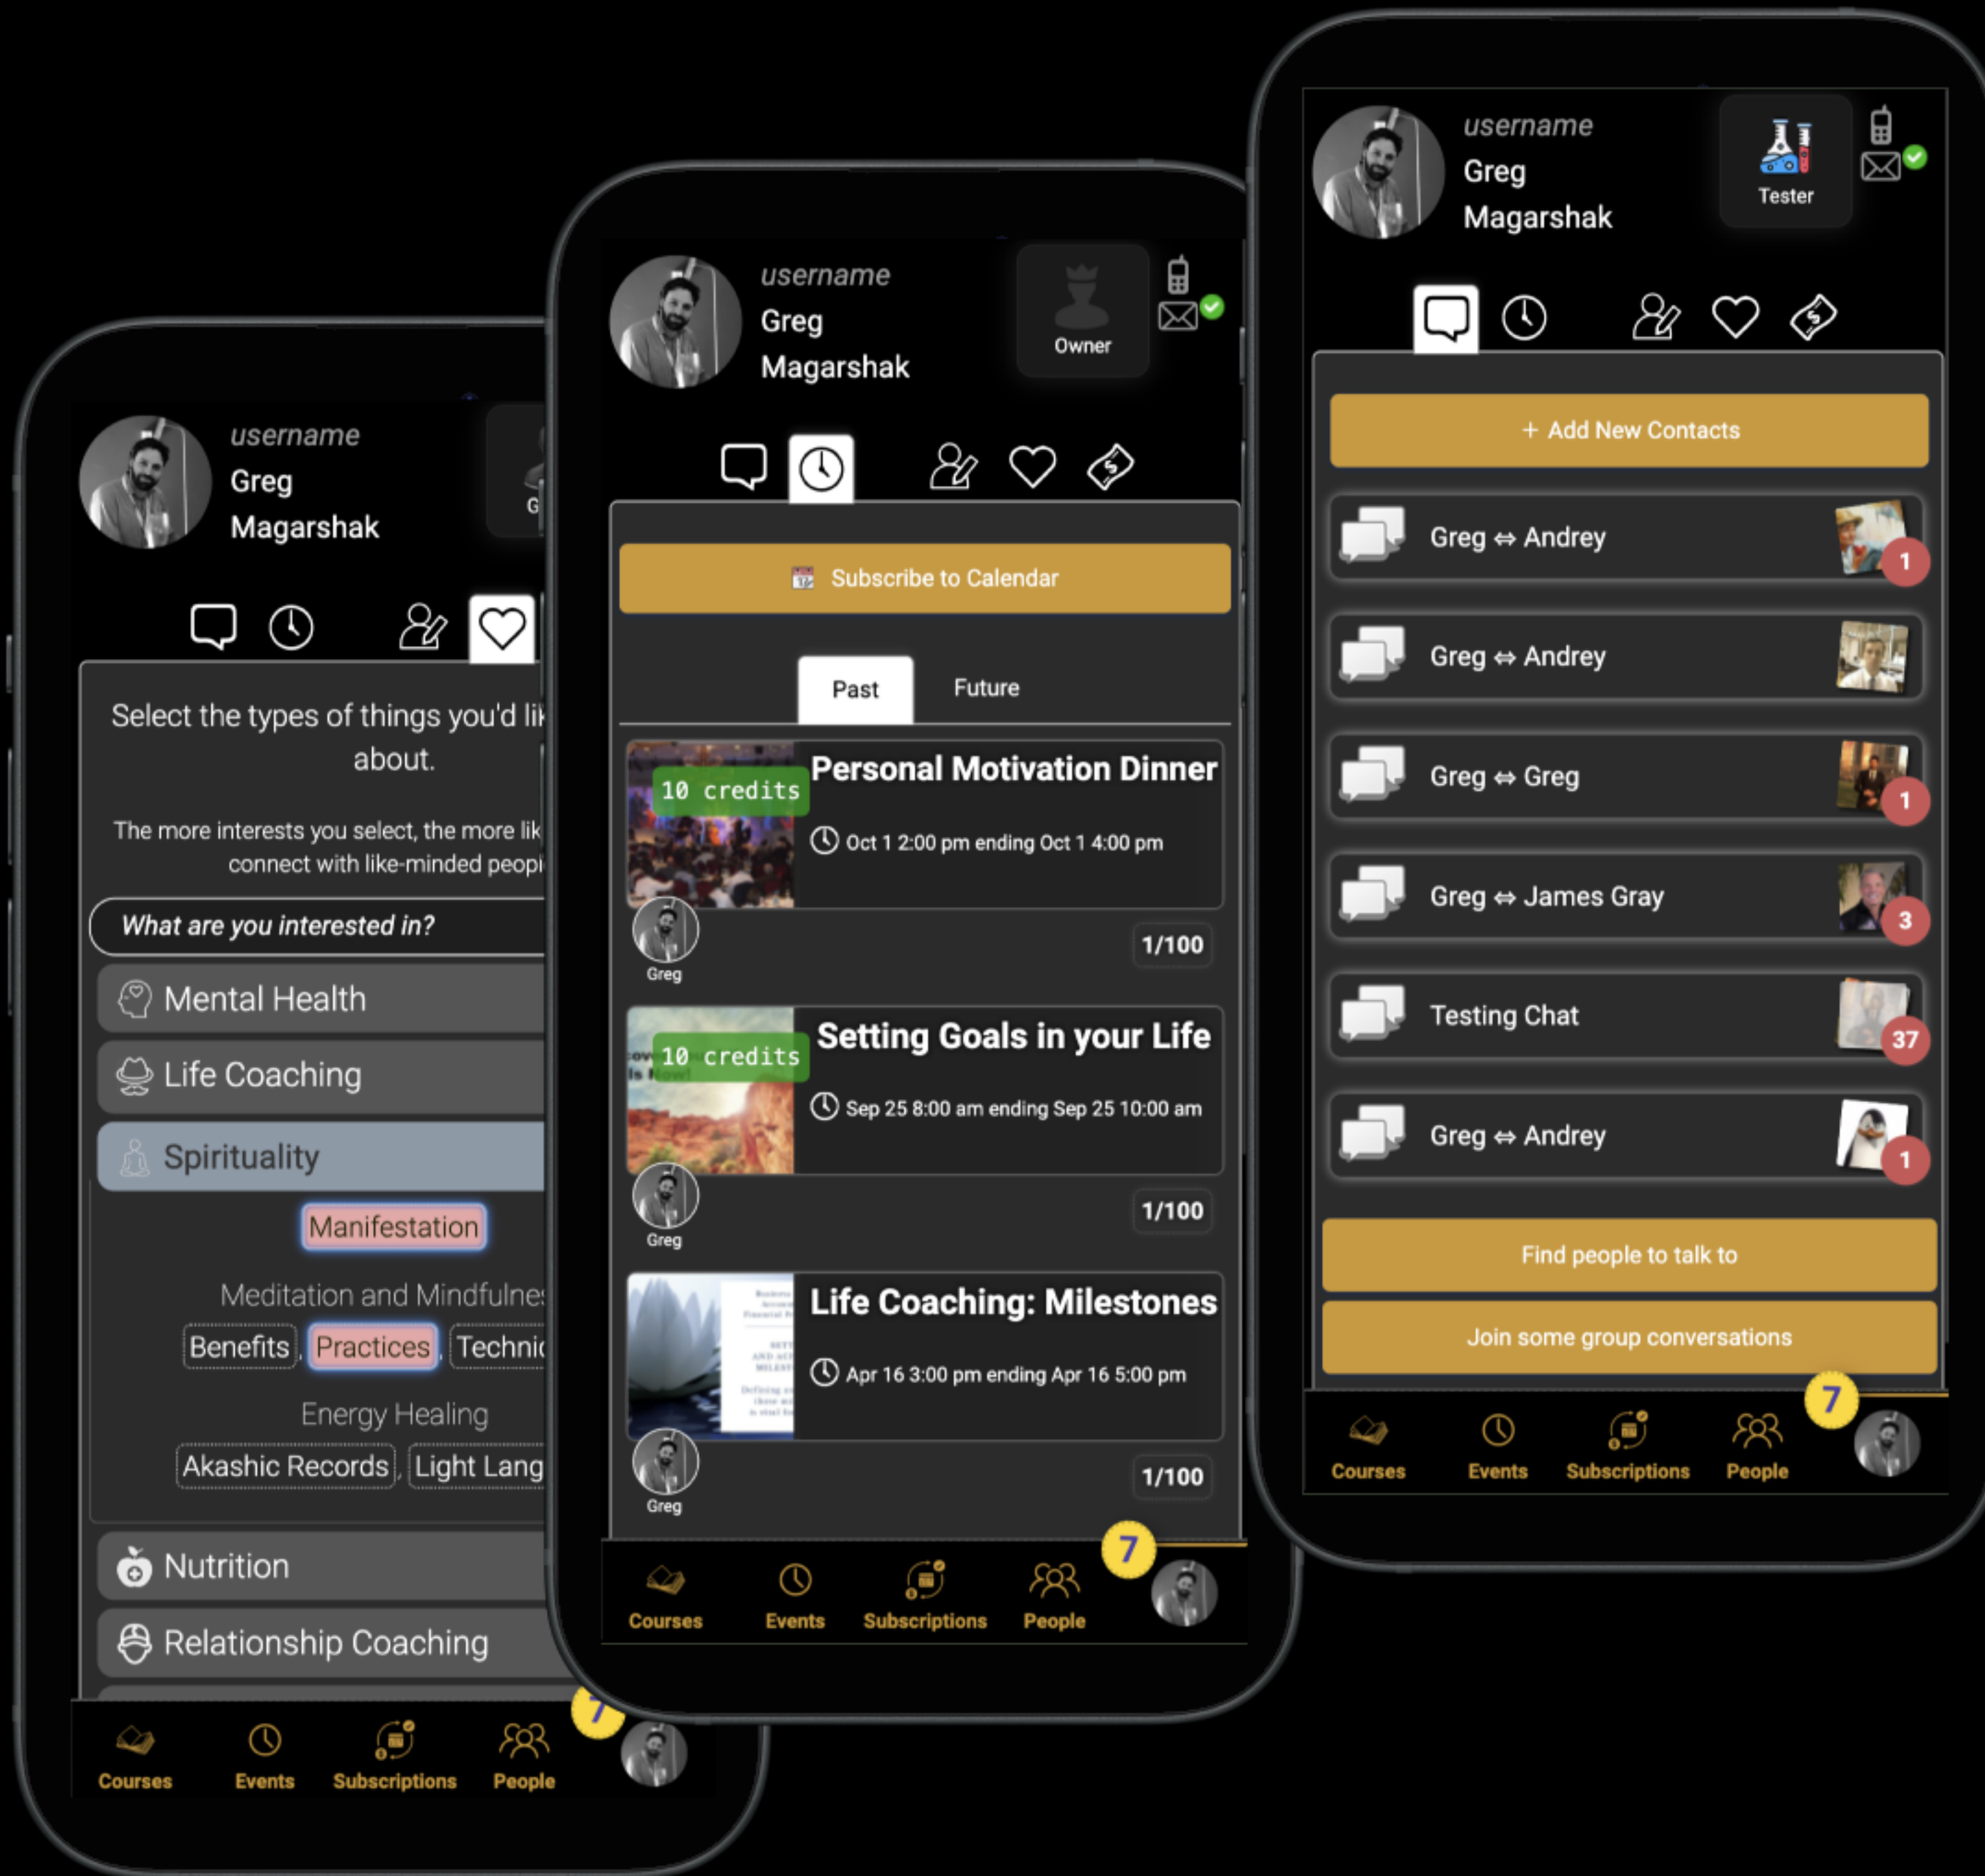 username
Greg
Magarshak
G
Select the types of things you'd lik
about.
The more interests you select, the more lik
connect with like-minded peopl
What are you interested in?
Mental Health
Life Coaching
Spirituality
Manifestation
Meditation and Mindfulnes
Benefits, Practices, Technic
Energy Healing
Akashic Records, Light Lang
Nutrition
Relationship Coaching
7
Courses Events Subscriptions People
username
Greg
Magarshak
Owner
Subscribe to Calendar
Past Future
10 credits
Personal Motivation Dinner
Oct 1 2:00 pm ending Oct 1 4:00 pm
Greg
1/100
10 credits
Setting Goals in your Life
Sep 25 8:00 am ending Sep 25 10:00 am
Greg
1/100
Life Coaching: Milestones
Apr 16 3:00 pm ending Apr 16 5:00 pm
Greg
1/100
7
Courses Events Subscriptions People
username
Greg
Magarshak
Tester
+ Add New Contacts
Greg ⇔ Andrey
1
Greg ⇔ Andrey
Greg ⇔ Greg
1
Greg ⇔ James Gray
3
Testing Chat
37
Greg ⇔ Andrey
1
Find people to talk to
Join some group conversations
7
Courses Events Subscriptions People